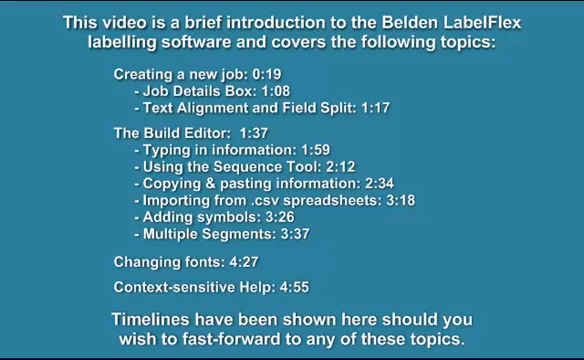 This video is a brief introduction to the Belden LabelFlex
labelling software and covers the following topics:
Creating a new job: 0:19
- Job Details Box: 1:08
- Text Alignment and Field Split: 1:17
The Build Editor: 1:37
- Typing in information: 1:59
- Using the Sequence Tool: 2:12
- Copying & pasting information: 2:34
- Importing from .csv spreadsheets: 3:18
- Adding symbols: 3:26
- Multiple Segments: 3:37
Changing fonts: 4:27
Context-sensitive Help: 4:55
Timelines have been shown here should you
wish to fast-forward to any of these topics.